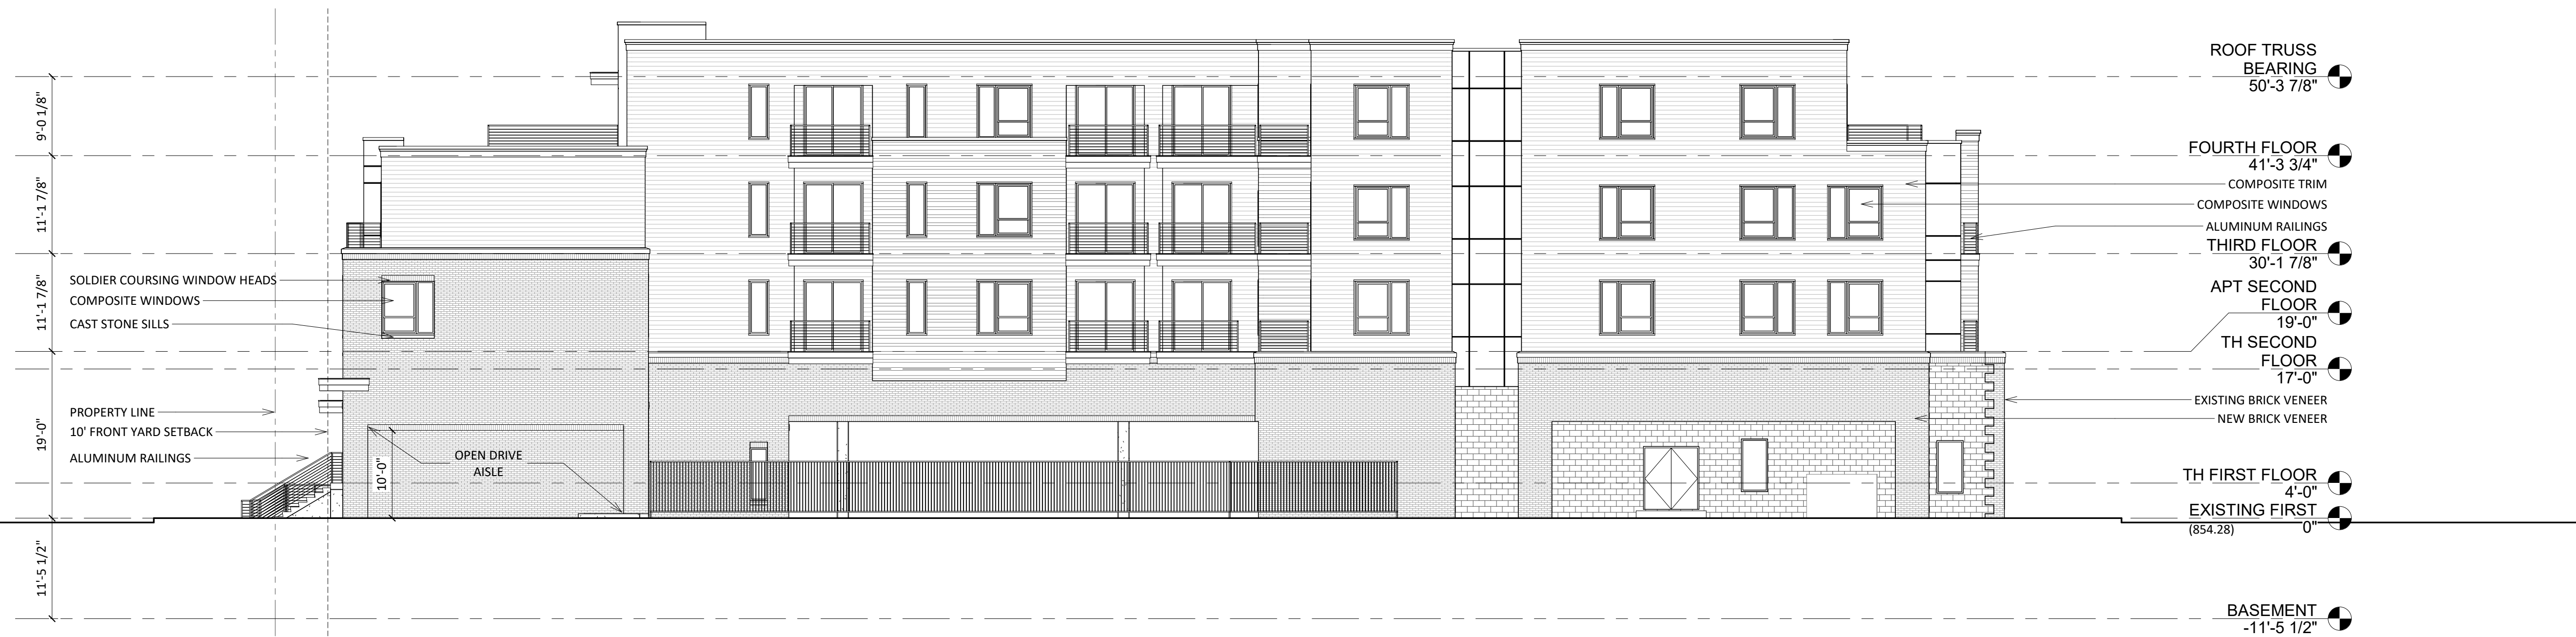 9'-0 1/8"
11'-1 7/8"
11'-1 7/8"
19'-0"
11'-5 1/2"
SOLDIER COURSING WINDOW HEADS
COMPOSITE WINDOWS
CAST STONE SILLS
PROPERTY LINE
10' FRONT YARD SETBACK
ALUMINUM RAILINGS
10'-0"
OPEN DRIVE
AISLE
ROOF TRUSS
BEARING
50'-3 7/8"
FOURTH FLOOR
41'-3 3/4"
COMPOSITE TRIM
COMPOSITE WINDOWS
ALUMINUM RAILINGS
THIRD FLOOR
30'-1 7/8"
APT SECOND
FLOOR
19'-0"
TH SECOND
FLOOR
17'-0"
EXISTING BRICK VENEER
NEW BRICK VENEER
TH FIRST FLOOR
4'-0"
EXISTING FIRST
(854.28) 0"
BASEMENT
-11'-5 1/2"